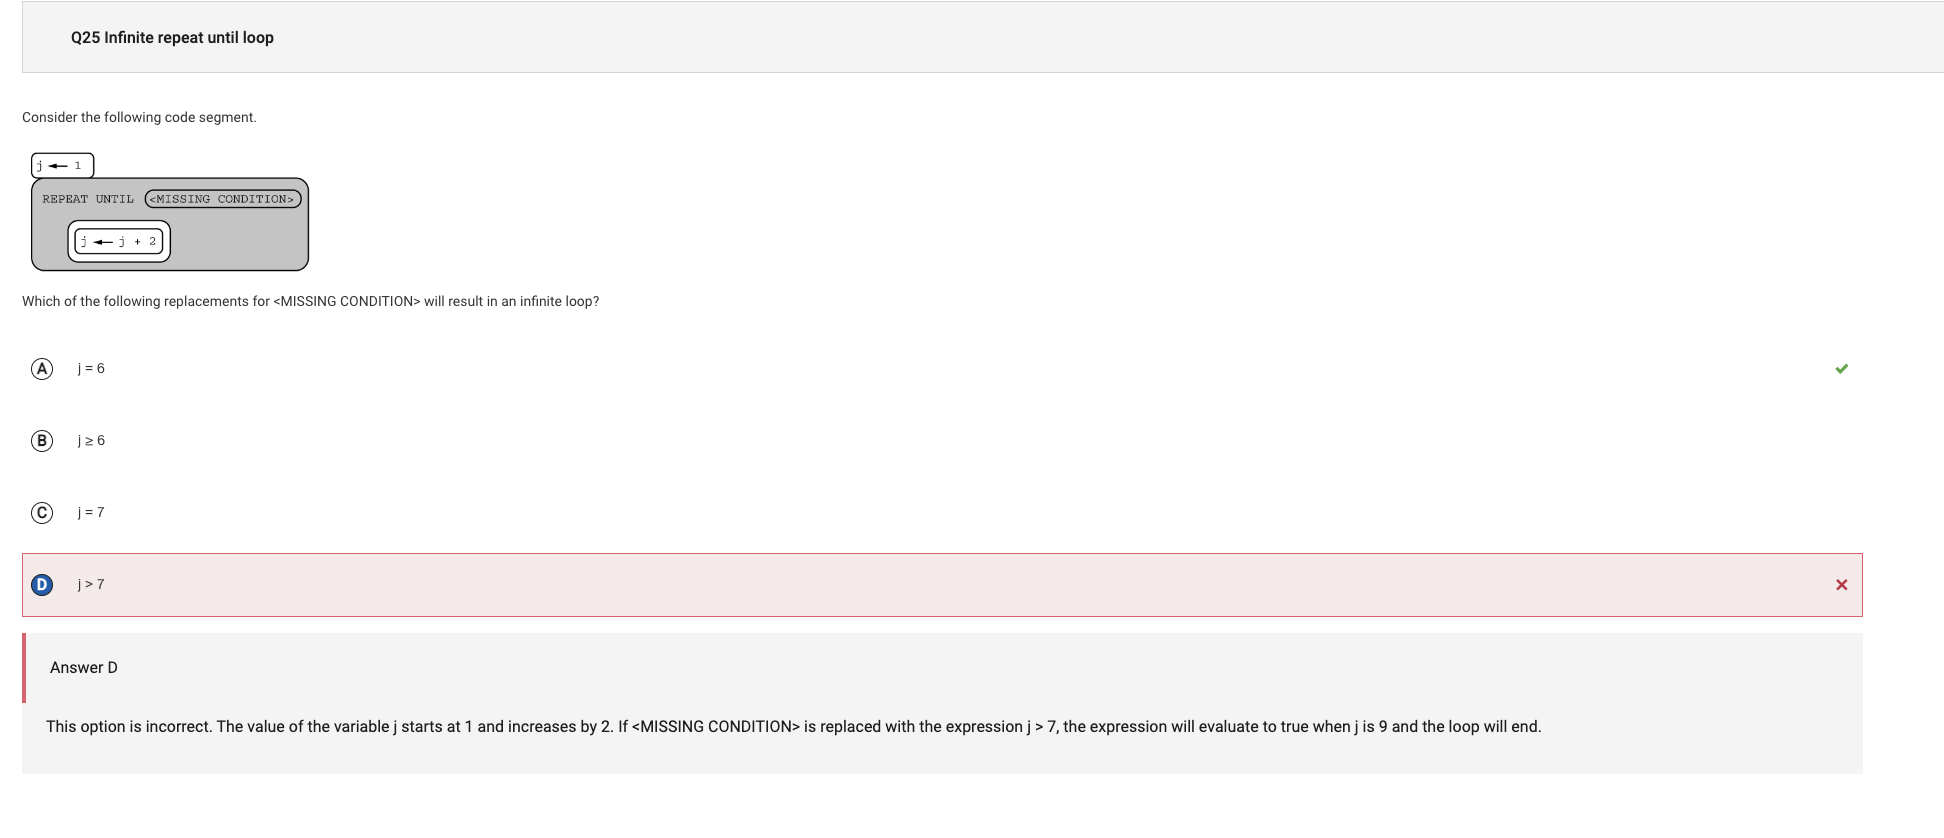 Q25 Infinite repeat until loop
Consider the following code segment.
j ← 1
REPEAT UNTIL <MISSING CONDITION>
j ← j + 2
Which of the following replacements for <MISSING CONDITION> will result in an infinite loop?
A j = 6
B j ≥ 6
C j = 7
D j > 7
Answer D
This option is incorrect. The value of the variable j starts at 1 and increases by 2. If <MISSING CONDITION> is replaced with the expression j > 7, the expression will evaluate to true when j is 9 and the loop will end.